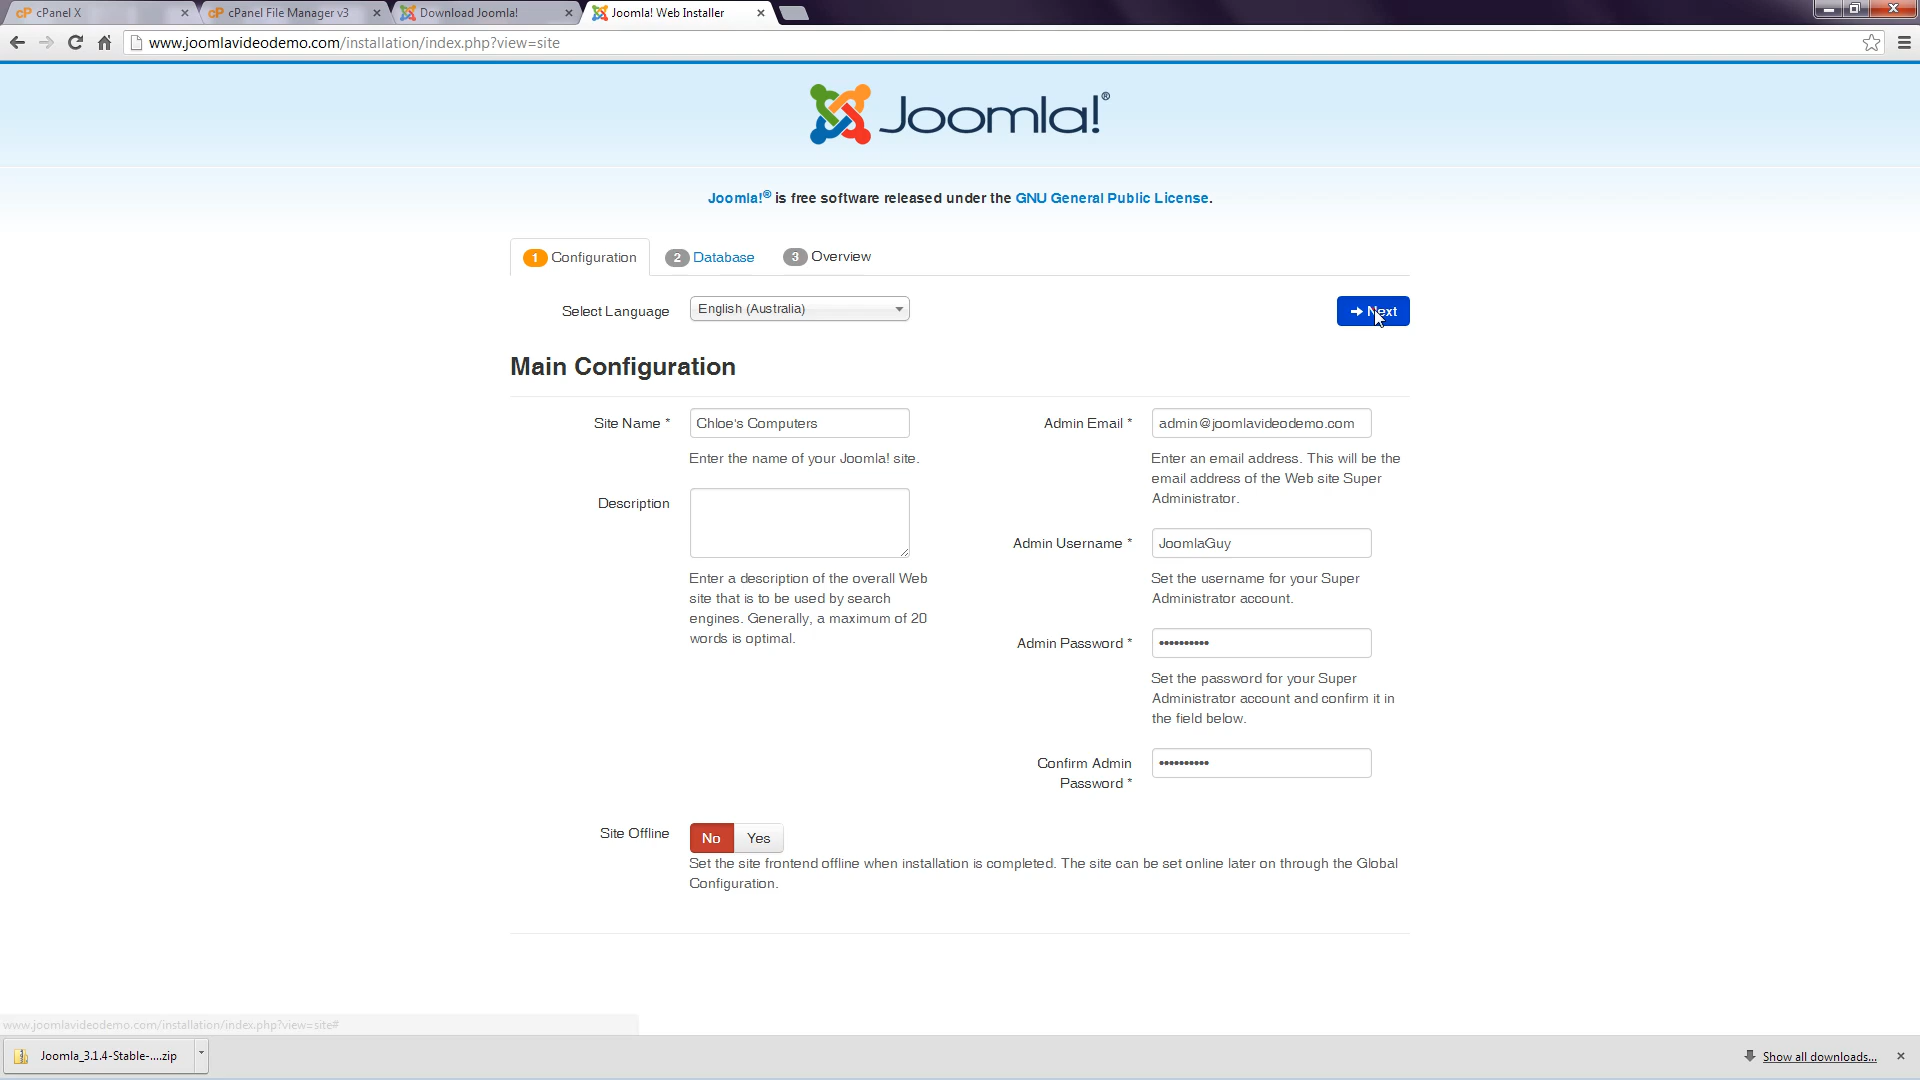 cPanel X
cPanel File Manager v3
Download Joomla!
Joomla! Web Installer
www.joomlavideodemo.com/installation/index.php?view=site
Joomla!®
Joomla!® is free software released under the GNU General Public License.
1 Configuration
2 Database
3 Overview
Select Language
English (Australia)
Next
Main Configuration
Site Name *
Chloe's Computers
Enter the name of your Joomla! site.
Description
Enter a description of the overall Web
site that is to be used by search
engines. Generally, a maximum of 20
words is optimal.
Admin Email *
admin@joomlavideodemo.com
Enter an email address. This will be the
email address of the Web site Super
Administrator.
Admin Username *
JoomlaGuy
Set the username for your Super
Administrator account.
Admin Password *
••••••••••
Set the password for your Super
Administrator account and confirm it in
the field below.
Confirm Admin
Password *
••••••••••
Site Offline
No
Yes
Set the site frontend offline when installation is completed. The site can be set online later on through the Global
Configuration.
www.joomlavideodemo.com/installation/index.php?view=site#
Joomla_3.1.4-Stable-....zip
Show all downloads...